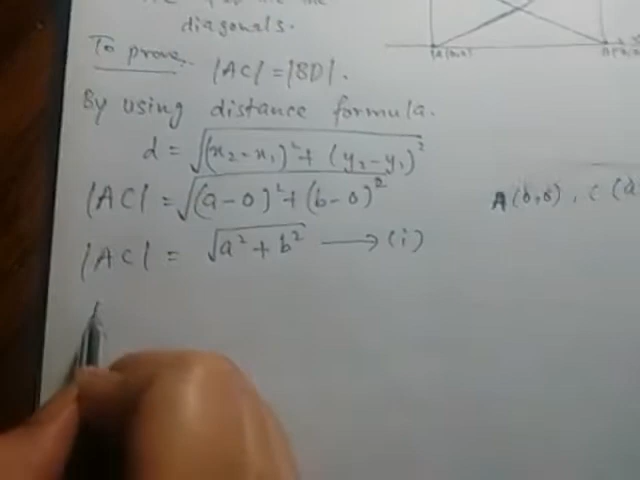 diagonals.
To prove. |AC| = |BD|.
By using distance formula.
d = √(x₂-x₁)²+(y₂-y₁)²
|AC| = √(a-0)²+(b-0)²
A(0,0), C(a
|AC| = √a²+b² ⟶ (i)